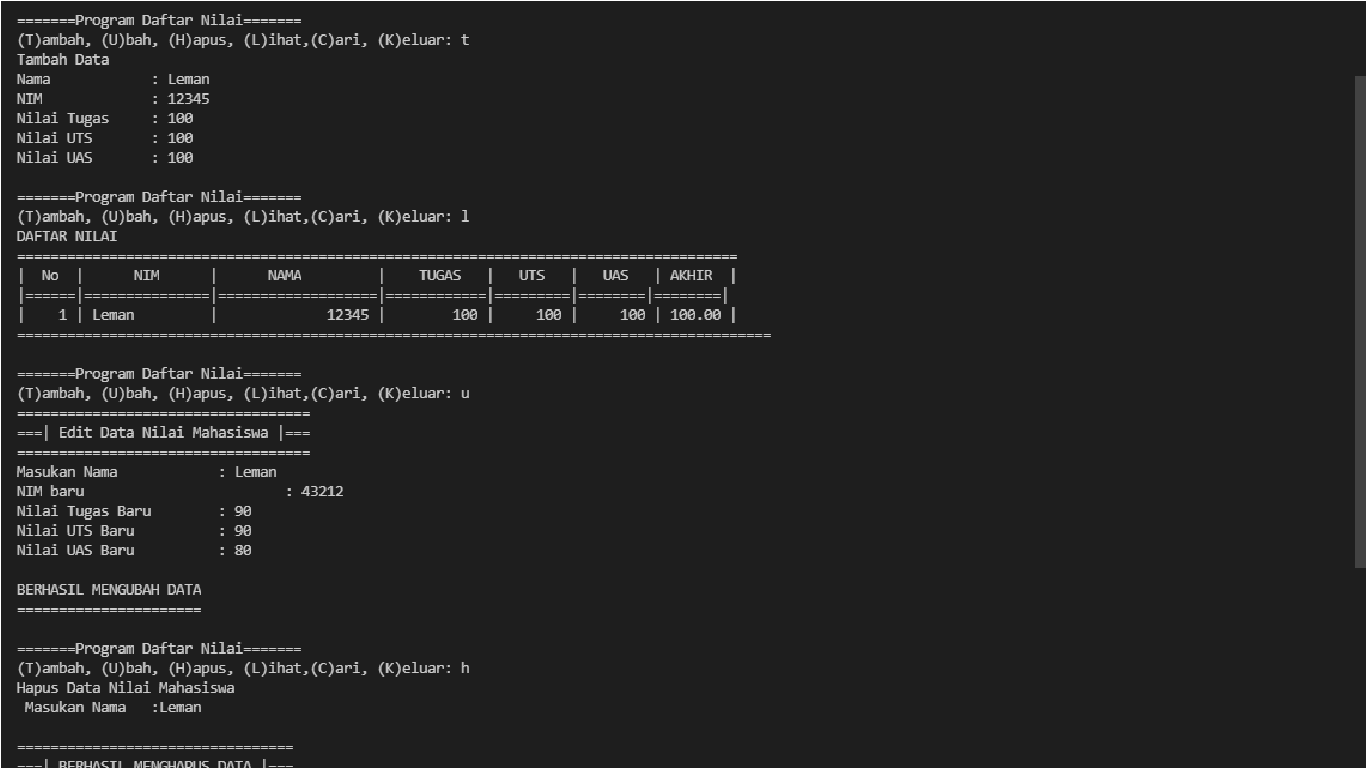 =======Program Daftar Nilai=======
(T)ambah, (U)bah, (H)apus, (L)ihat,(C)ari, (K)eluar: t
Tambah Data
Nama            : Leman
NIM             : 12345
Nilai Tugas     : 100
Nilai UTS       : 100
Nilai UAS       : 100
=======Program Daftar Nilai=======
(T)ambah, (U)bah, (H)apus, (L)ihat,(C)ari, (K)eluar: l
DAFTAR NILAI
======================================================================================
|  No  |      NIM      |      NAMA         |    TUGAS   |   UTS   |   UAS   | AKHIR  |
|======|===============|===================|============|=========|========|========|
|    1 | Leman         |             12345 |        100 |     100 |     100 | 100.00 |
==========================================================================================
=======Program Daftar Nilai=======
(T)ambah, (U)bah, (H)apus, (L)ihat,(C)ari, (K)eluar: u
===================================
===| Edit Data Nilai Mahasiswa |===
===================================
Masukan Nama            : Leman
NIM baru                        : 43212
Nilai Tugas Baru        : 90
Nilai UTS Baru          : 90
Nilai UAS Baru          : 80
BERHASIL MENGUBAH DATA
======================
=======Program Daftar Nilai=======
(T)ambah, (U)bah, (H)apus, (L)ihat,(C)ari, (K)eluar: h
Hapus Data Nilai Mahasiswa
 Masukan Nama   :Leman
=================================
===| BERHASIL MENGHAPUS DATA |===